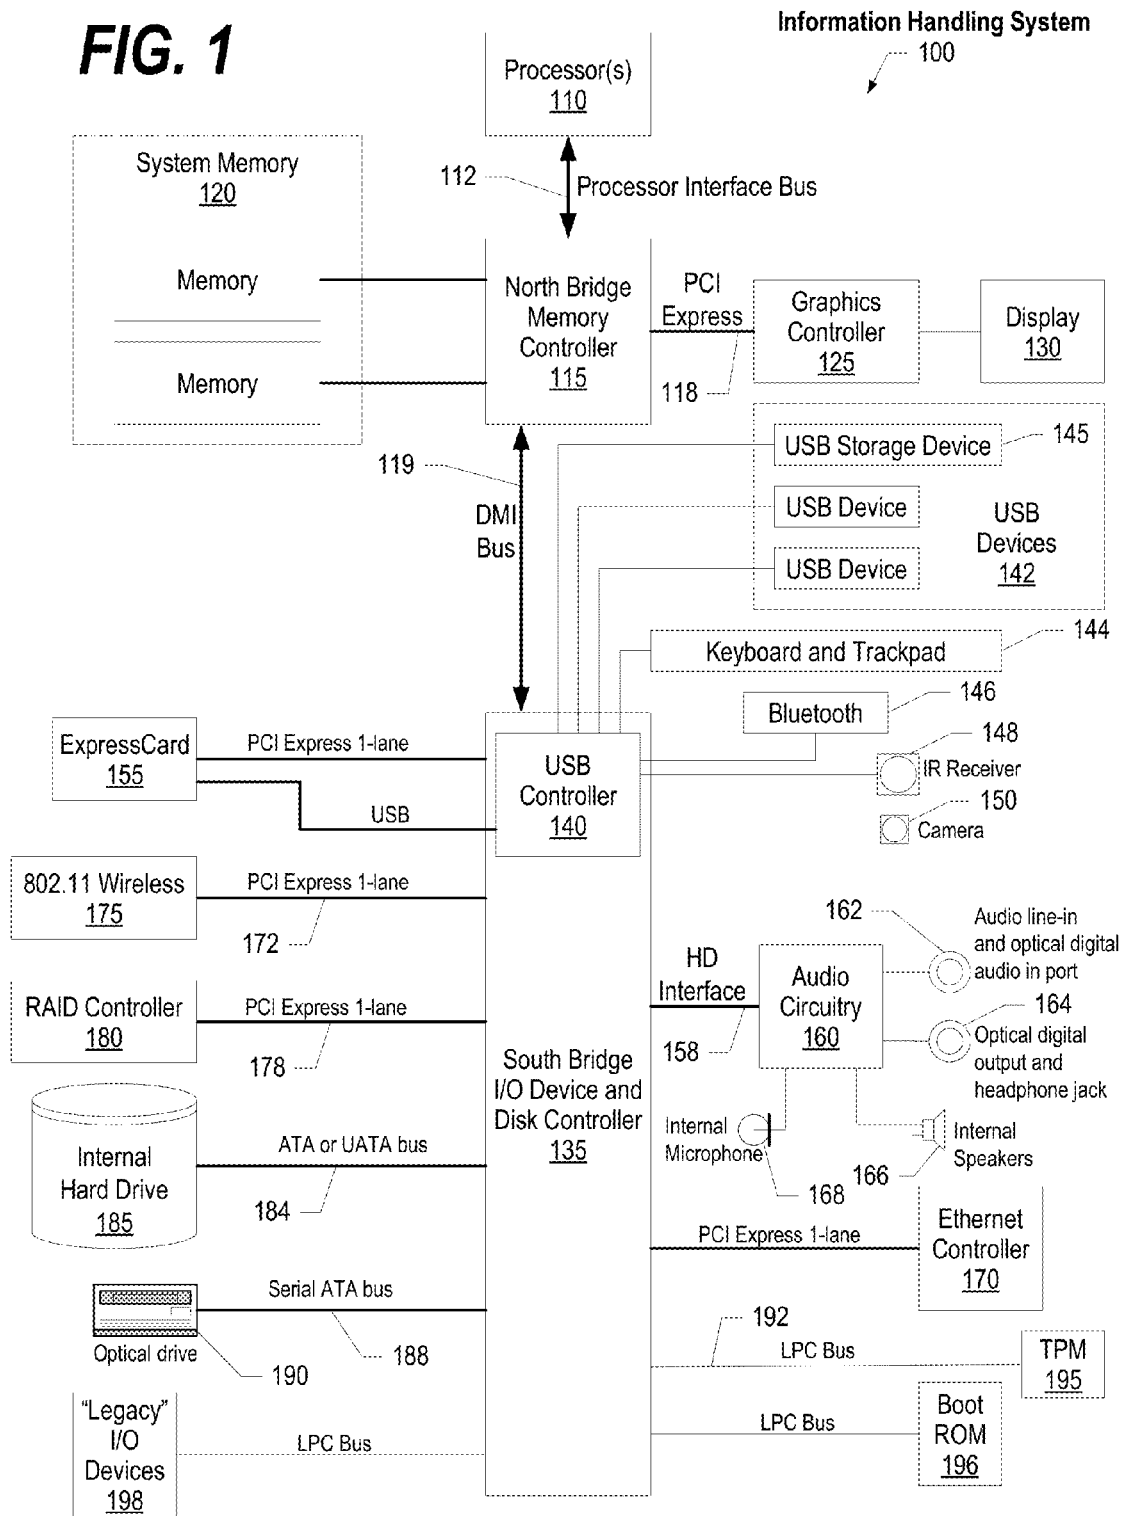 FIG. 1
Information Handling System
100
Processor(s)
110
System Memory
120
112
Processor Interface Bus
Memory
Memory
North Bridge
Memory
Controller
115
PCI
Express
118
Graphics
Controller
125
Display
130
119
DMI
Bus
USB Storage Device
145
USB Device
USB Device
USB
Devices
142
144
Keyboard and Trackpad
146
Bluetooth
148
IR Receiver
150
Camera
ExpressCard
155
PCI Express 1-lane
USB
USB
Controller
140
802.11 Wireless
175
PCI Express 1-lane
172
162
Audio line-in
and optical digital
audio in port
HD
Interface
158
Audio
Circuitry
160
164
Optical digital
output and
headphone jack
RAID Controller
180
PCI Express 1-lane
178
South Bridge
I/O Device and
Disk Controller
135
Internal
Microphone
168
Internal
Speakers
166
Internal
Hard Drive
185
ATA or UATA bus
184
PCI Express 1-lane
Ethernet
Controller
170
Serial ATA bus
188
Optical drive
190
192
LPC Bus
TPM
195
"Legacy"
I/O
Devices
198
LPC Bus
LPC Bus
Boot
ROM
196